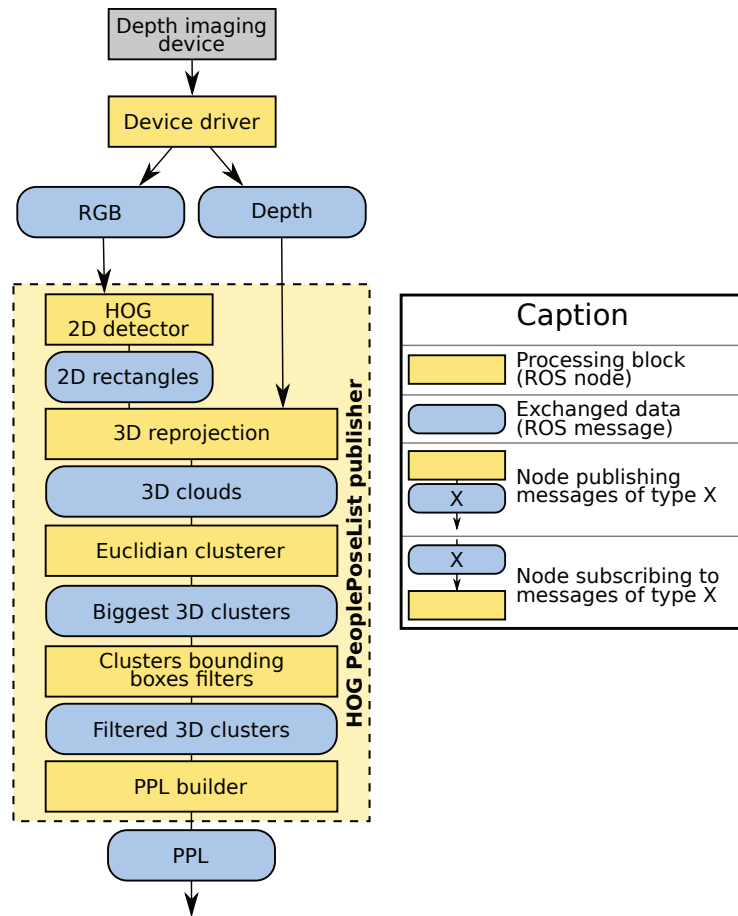 Depth imaging
device
Device driver
RGB
Depth
HOG
2D detector
2D rectangles
3D reprojection
3D clouds
Euclidian clusterer
Biggest 3D clusters
Clusters bounding
boxes filters
Filtered 3D clusters
PPL builder
HOG PeoplePoseList publisher
PPL
Caption
Processing block
(ROS node)
Exchanged data
(ROS message)
X
Node publishing
messages of type X
X
Node subscribing to
messages of type X